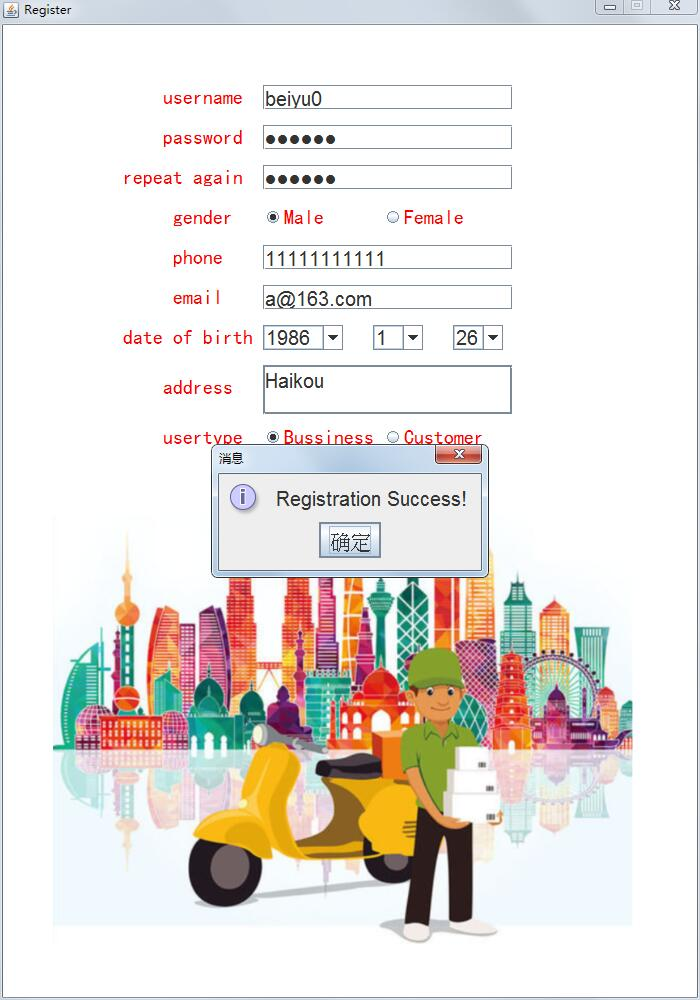 Register
username beiyu0
password ●●●●●●
repeat again ●●●●●●
gender Male Female
phone 11111111111
email a@163.com
date of birth 1986 1 26
address Haikou
usertype Bussiness Customer
消息
Registration Success!
确定